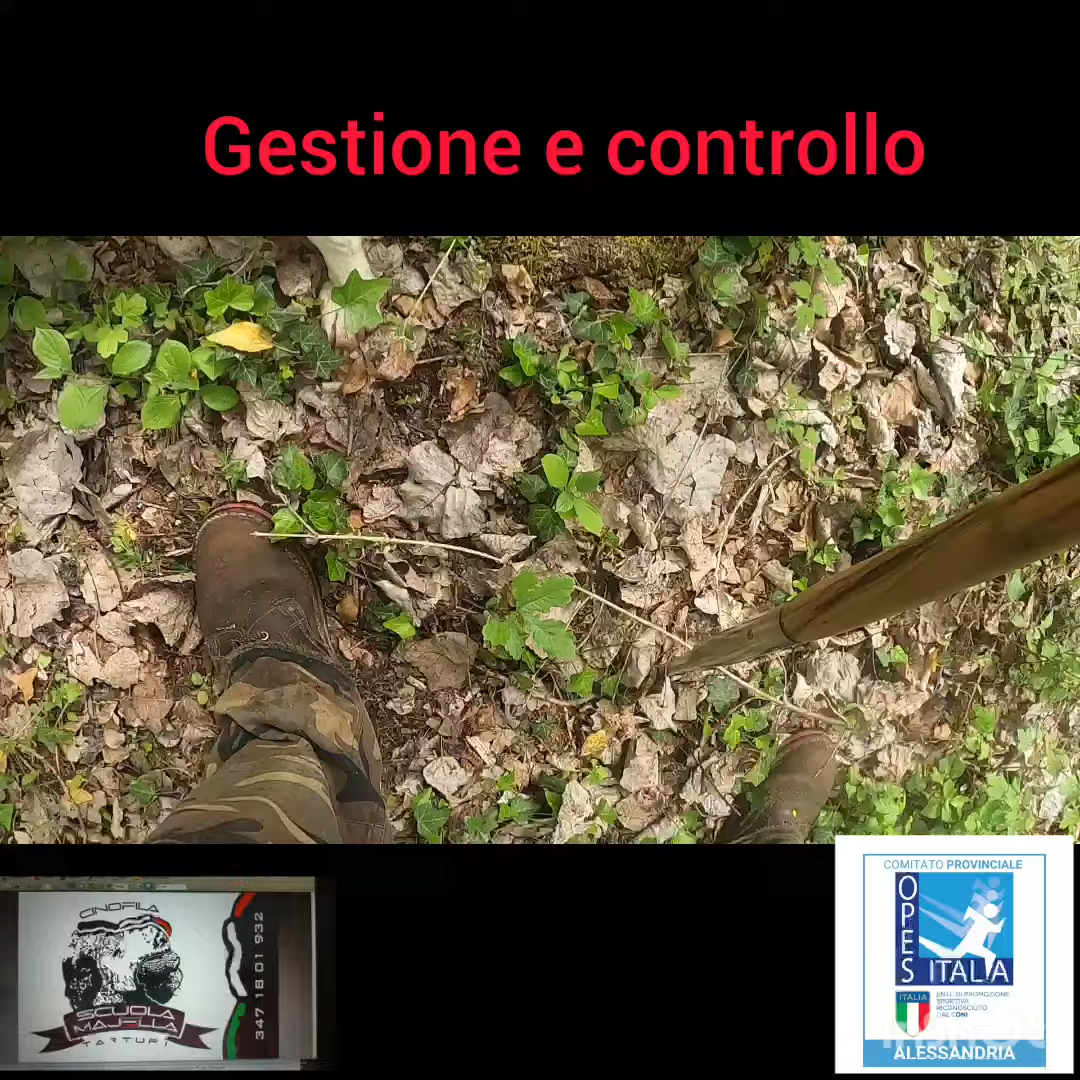 Gestione e controllo
CINOFILA
SCUOLA
MAJELLA
TARTUFI
347 18 01 932
COMITATO PROVINCIALE
OPES
ITALIA
ITALIA
ENTE DI PROMOZIONE
SPORTIVA
RICONOSCIUTO
DAL CONI
ALESSANDRIA